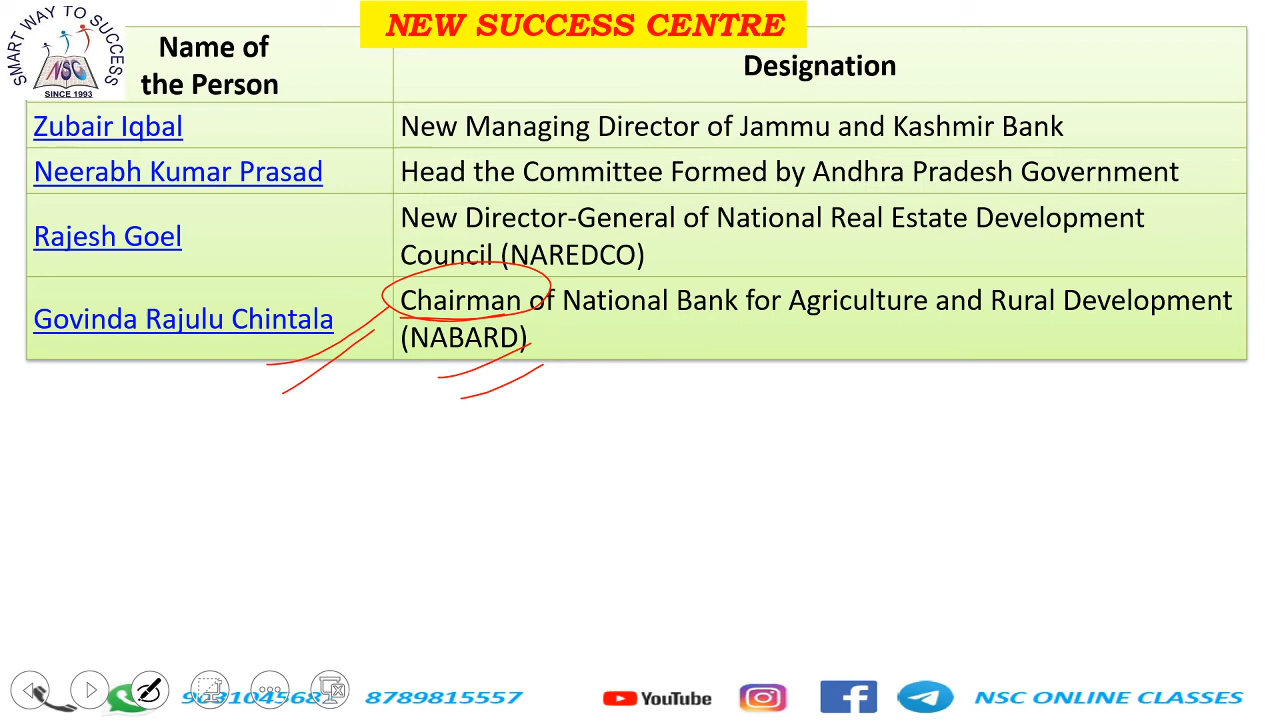 NEW SUCCESS CENTRE
SMART WAY TO SUCCESS
NSC
SINCE 1993
Name of
the Person
Designation
Zubair Iqbal
New Managing Director of Jammu and Kashmir Bank
Neerabh Kumar Prasad
Head the Committee Formed by Andhra Pradesh Government
Rajesh Goel
New Director-General of National Real Estate Development
Council (NAREDCO)
Govinda Rajulu Chintala
Chairman of National Bank for Agriculture and Rural Development
(NABARD)
8789815557
YouTube
NSC ONLINE CLASSES